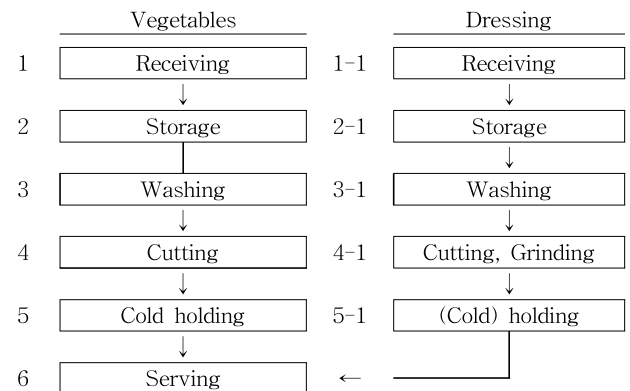 Vegetables Dressing
1 Receiving 1-1 Receiving
2 Storage 2-1 Storage
3 Washing 3-1 Washing
4 Cutting 4-1 Cutting, Grinding
5 Cold holding 5-1 (Cold) holding
6 Serving